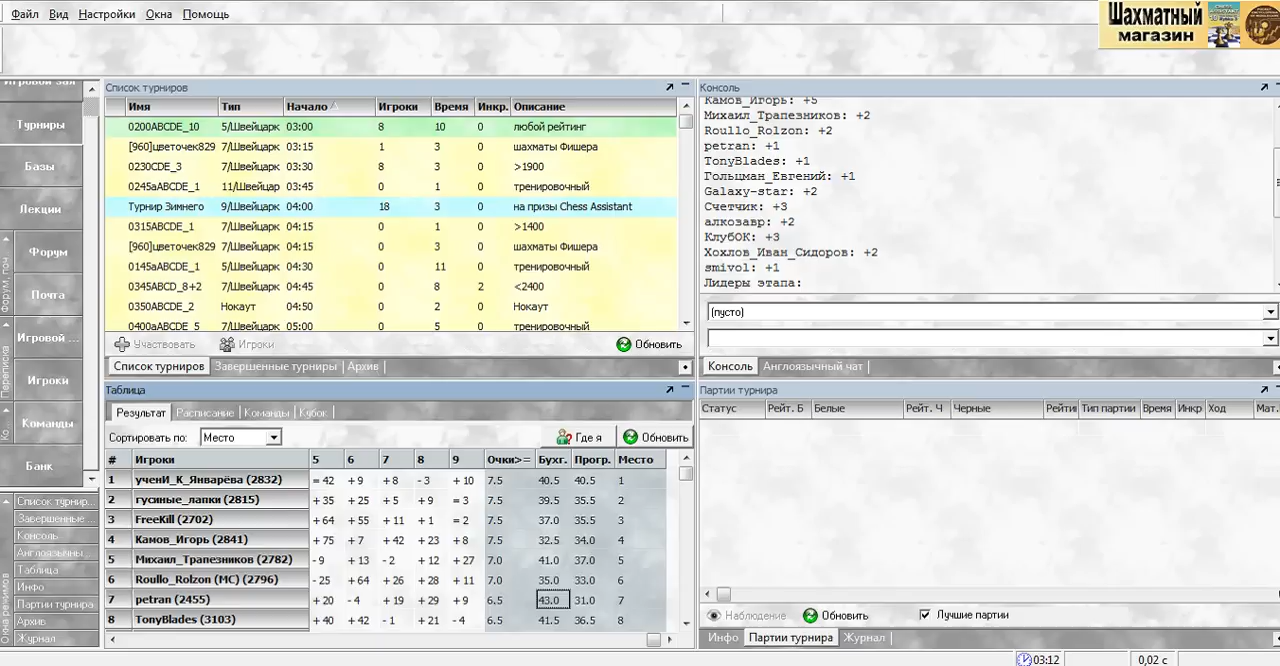 Файл Вид Настройки Окна Помощь
Шахматный
магазин
Игровой зал
Турниры
Базы
Лекции
Форум
Почта
Игровой ...
Игроки
Команды
Банк
Переписка
Список турнир...
Завершенные ...
Консоль
Англоязычны...
Таблица
Инфо
Партии турнира
Архив
Журнал
Окна режимов
Список турниров
Имя Тип Начало Игроки Время Инкр. Описание
0200ABCDE_10 5/Швейцарк 03:00 8 10 0 любой рейтинг
[960]цветочек829 7/Швейцарк 03:15 1 3 0 шахматы Фишера
0230CDE_3 7/Швейцарк 03:30 8 3 0 >1900
0245aABCDE_1 11/Швейцар 03:45 0 1 0 тренировочный
Турнир Зимнего 9/Швейцарк 04:00 18 3 0 на призы Chess Assistant
0315ABCDE_1 7/Швейцарк 04:15 0 1 0 >1400
[960]цветочек829 7/Швейцарк 04:15 0 3 0 шахматы Фишера
0145aABCDE_1 5/Швейцарк 04:30 0 11 0 тренировочный
0345ABCD_8+2 7/Швейцарк 04:45 0 8 2 <2400
0350ABCDE_2 Нокаут 04:50 0 2 0 Нокаут
0400aABCDE_5 7/Швейцарк 05:00 0 5 0 тренировочный
Участвовать Игроки Обновить
Список турниров Завершенные турниры Архив
Консоль
Камов_Игорь: +5
Михаил_Трапезников: +2
Roullo_Rolzon: +2
petran: +1
TonyBlades: +1
Гольцман_Евгений: +1
Galaxy-star: +2
Счетчик: +3
алкозавр: +2
КлубОК: +3
Хохлов_Иван_Сидоров: +2
smivol: +1
Лидеры этапа:
(пусто)
Консоль Англоязычный чат
Таблица
Результат Расписание Команды Кубок
Сортировать по: Место Где я Обновить
# Игроки 5 6 7 8 9 Очки>= Бухг. Прогр. Место
1 ученИ_К_Январёва (2832) = 42 + 9 + 8 - 3 + 10 7.5 40.5 40.5 1
2 гусиные_лапки (2815) + 35 + 25 + 5 + 9 = 3 7.5 39.5 35.5 2
3 FreeKill (2702) + 64 + 55 + 11 + 1 = 2 7.5 37.0 35.5 3
4 Камов_Игорь (2841) + 75 + 7 + 42 + 23 + 8 7.5 32.5 34.0 4
5 Михаил_Трапезников (2782) - 9 + 13 - 2 + 12 + 27 7.0 41.0 37.0 5
6 Roullo_Rolzon (МС) (2796) - 25 + 64 + 26 + 28 + 11 7.0 35.0 33.0 6
7 petran (2455) + 20 - 4 + 19 + 29 + 9 6.5 43.0 31.0 7
8 TonyBlades (3103) + 40 + 42 - 1 + 21 - 4 6.5 41.5 36.5 8
Партии турнира
Статус Рейт. Б Белые Рейт. Ч Черные Рейти Тип партии Время Инкр Ход Мат.
Наблюдение Обновить Лучшие партии
Инфо Партии турнира Журнал
03:12 0,02 с